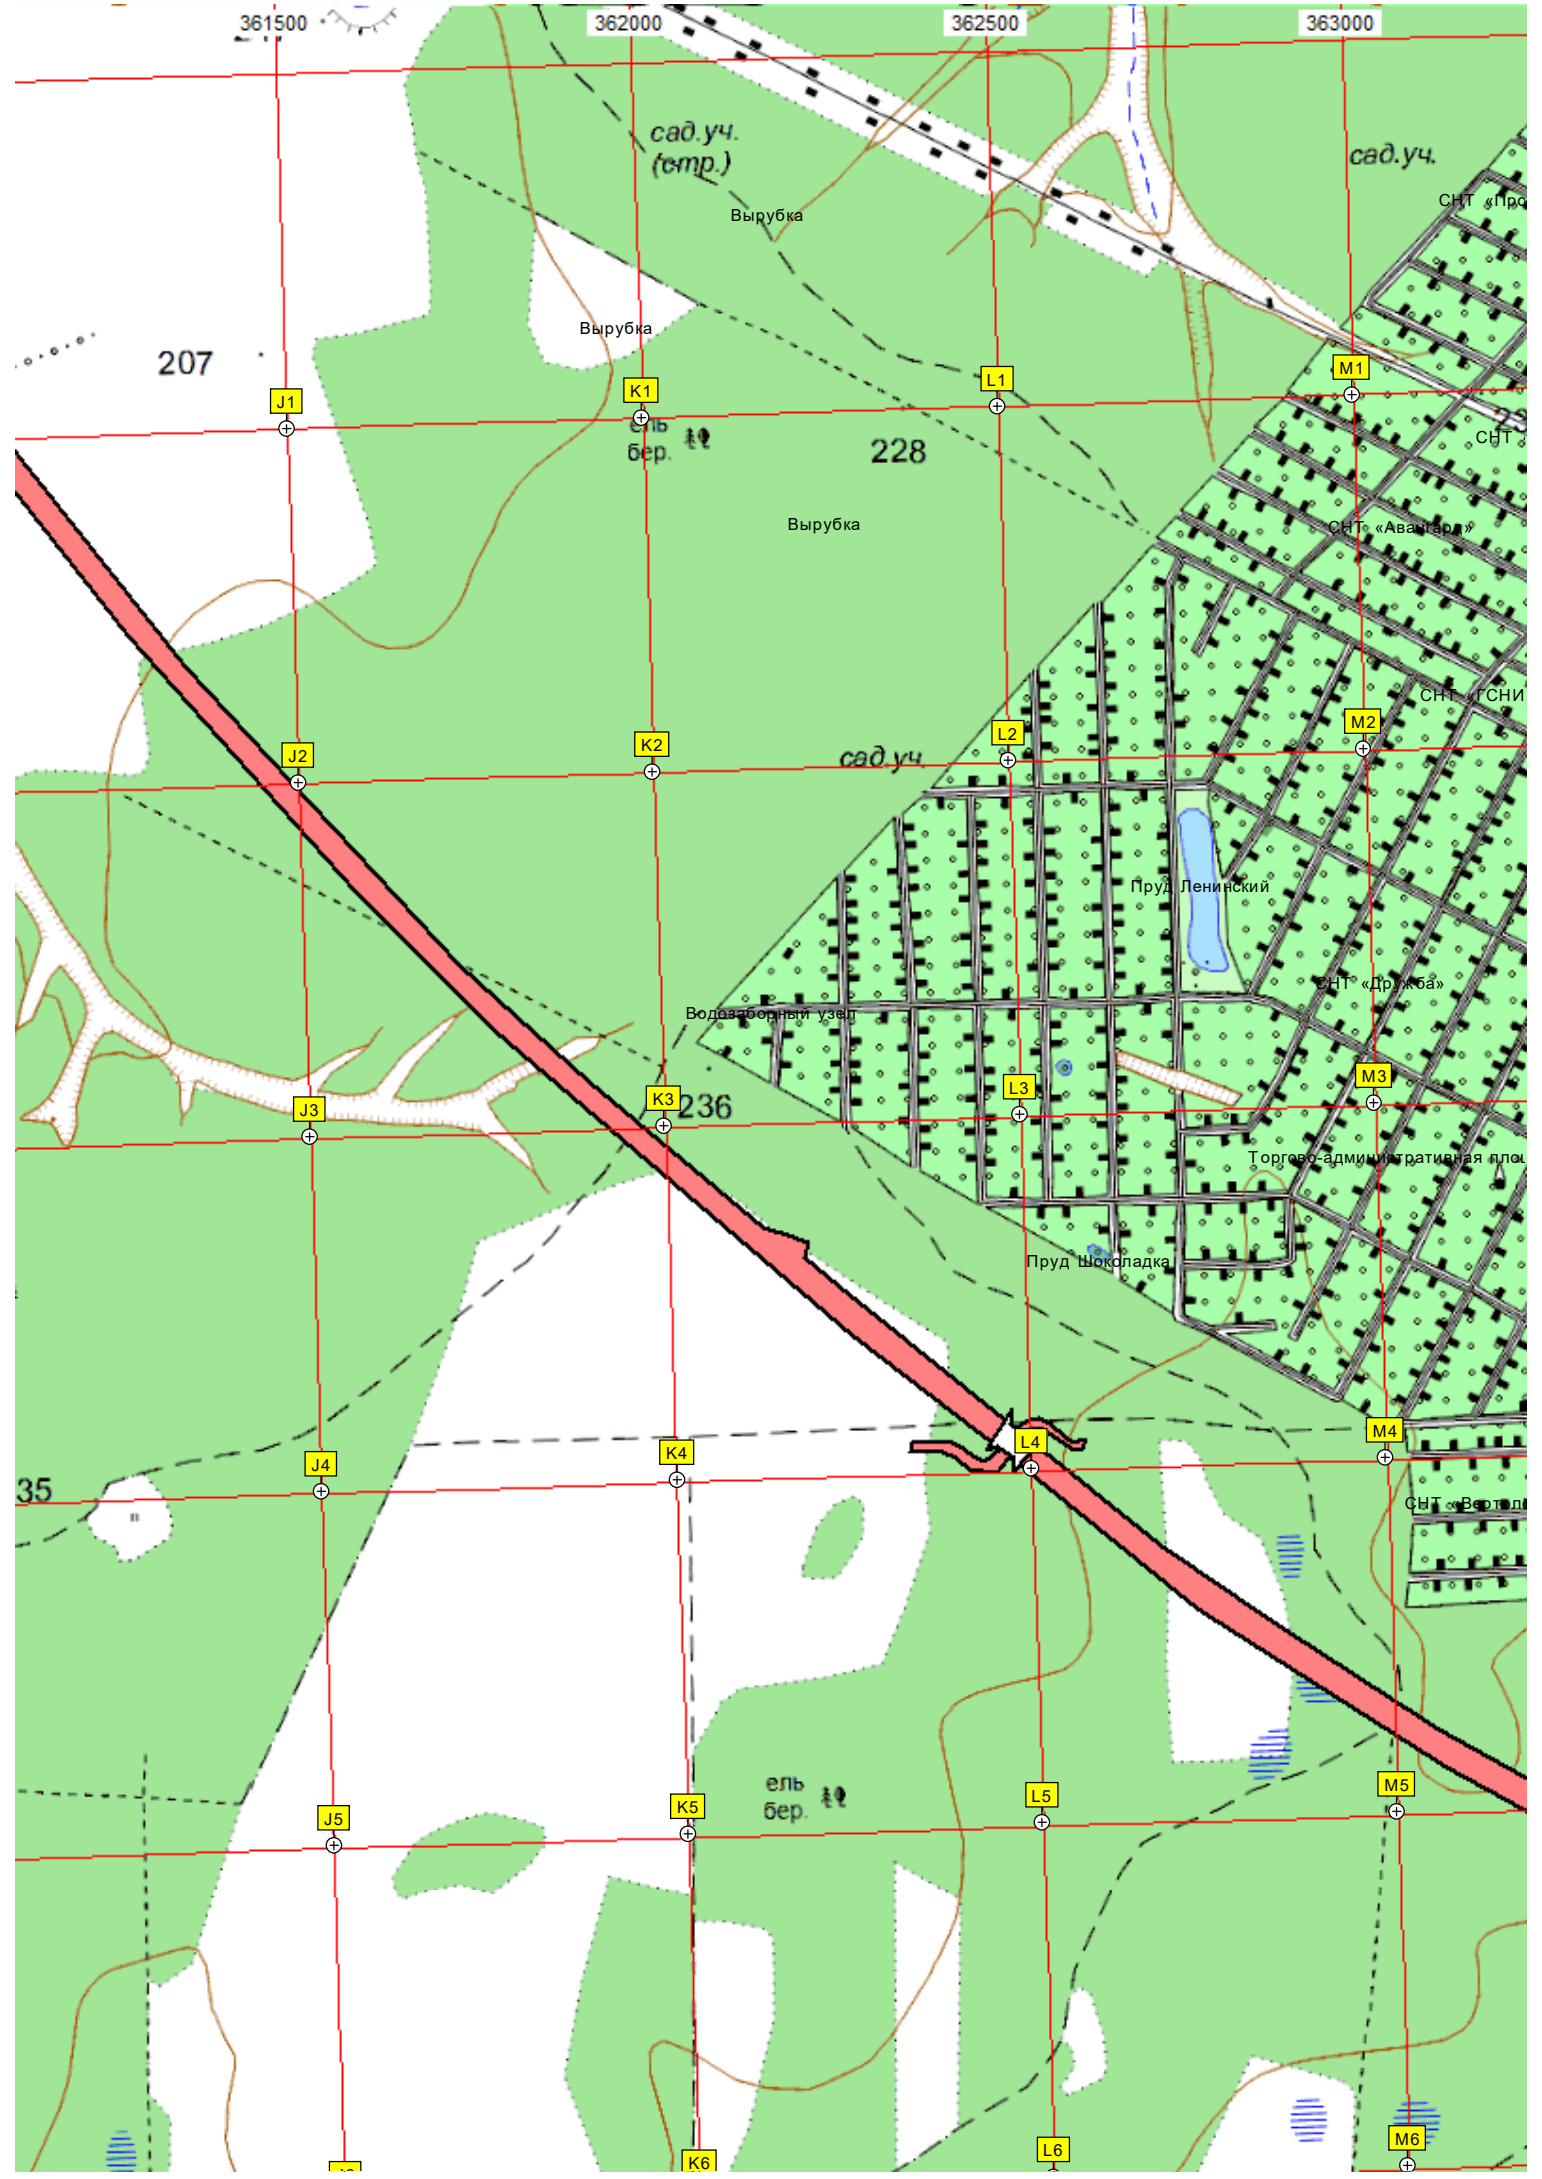 361500 362000 362500 363000
сад.уч.
(стр.)
сад.уч.
СНТ «Про
Вырубка
Вырубка
207
J1 K1 L1 M1
ель
бер.
228
23
СНТ
Вырубка
СНТ «Авангард»
СНТ «ГСНИ
J2 K2 L2 M2
сад.уч.
Пруд Ленинский
СНТ «Дружба»
Водозаборный узел
J3 K3 L3 M3
236
Торгово-административная площ
Пруд Шоколадка
J4 K4 L4 M4
35
СНТ «Вертол
ель
бер.
J5 K5 L5 M5
K6 L6 M6